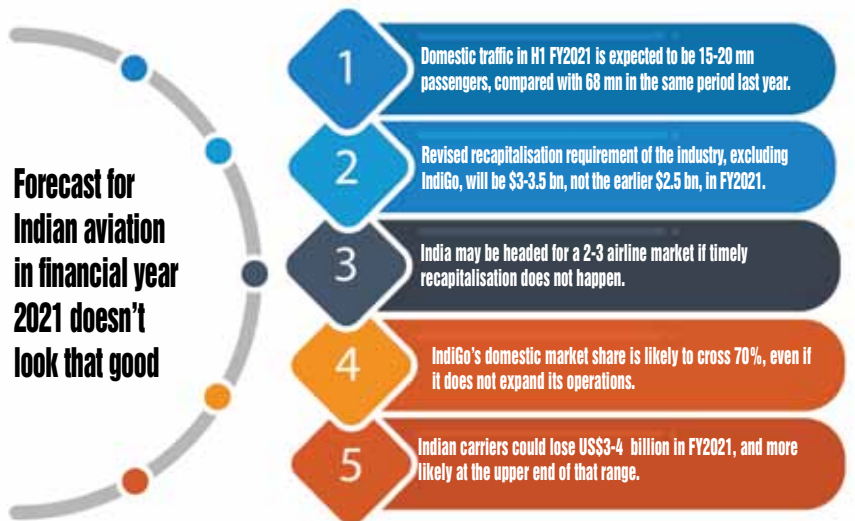 Forecast for
Indian aviation
in financial year
2021 doesn't
look that good
1
Domestic traffic in H1 FY2021 is expected to be 15-20 mn
passengers, compared with 68 mn in the same period last year.
2
Revised recapitalisation requirement of the industry, excluding
IndiGo, will be $3-3.5 bn, not the earlier $2.5 bn, in FY2021.
3
India may be headed for a 2-3 airline market if timely
recapitalisation does not happen.
4
IndiGo's domestic market share is likely to cross 70%, even if
it does not expand its operations.
5
Indian carriers could lose US$3-4 billion in FY2021, and more
likely at the upper end of that range.